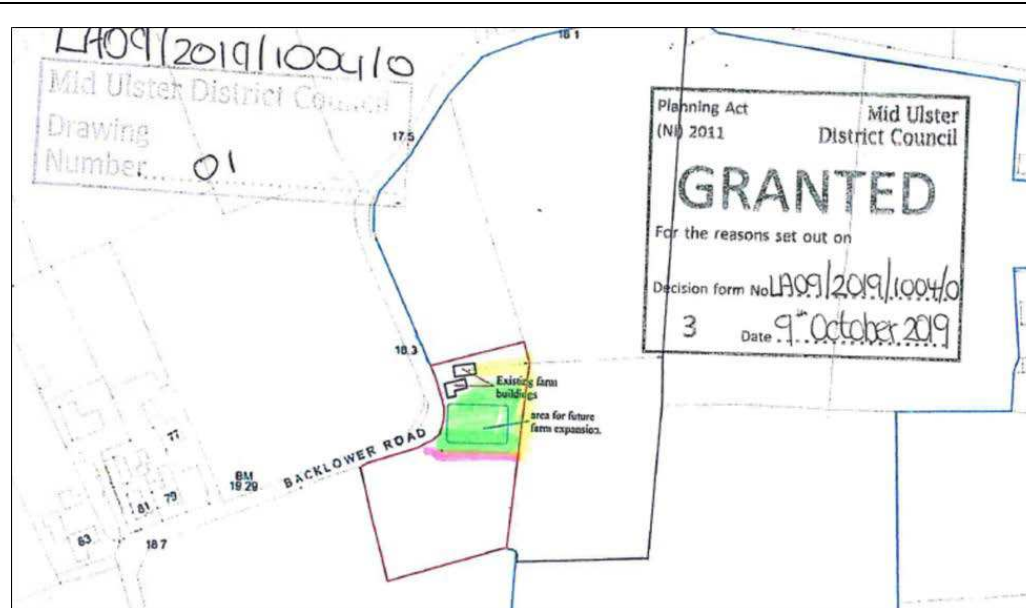 LA09/2019/1004/0
Mid Ulster District Council
Drawing
Number..... 01
18 1
17.5
Planning Act
(NI) 2011
Mid Ulster
District Council
GRANTED
For the reasons set out on
Decision form No LA09/2019/1004/0
3 Date 9th October 2019
18.3
Existing farm
buildings
area for future
farm expansion.
BACKLOWER ROAD
BM
19 29
77
79
81
63
18 7